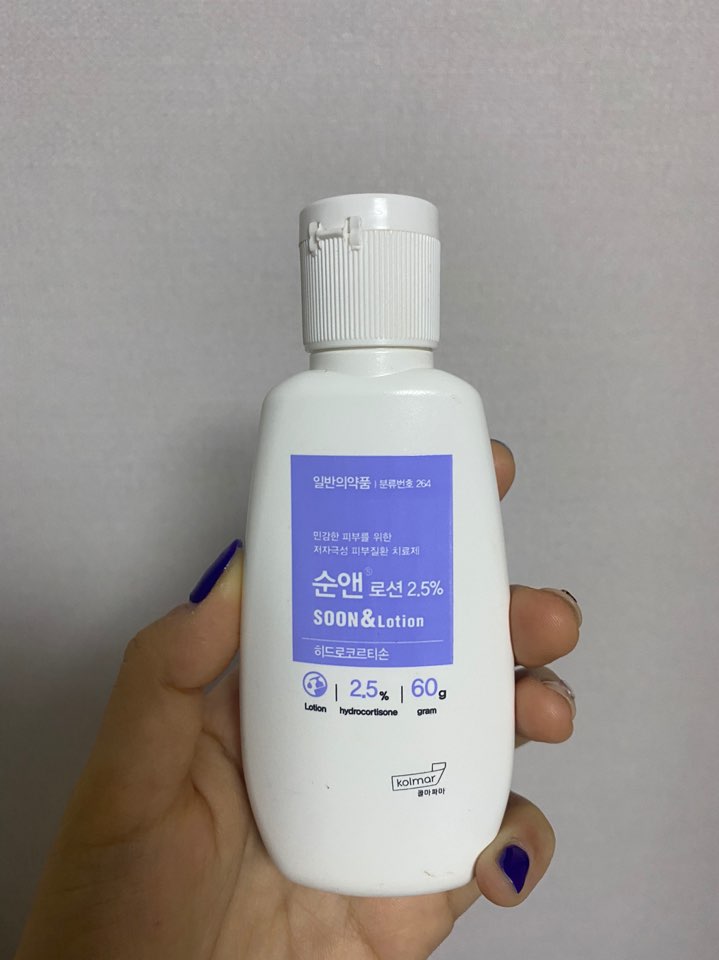 일반의약품 | 분류번호 264
민감한 피부를 위한
저자극성 피부질환 치료제
순앤Ⓢ 로션 2.5%
SOON&Lotion
히드로코르티손
Lotion | 2.5% hydrocortisone | 60g gram
kolmar
콜마파마